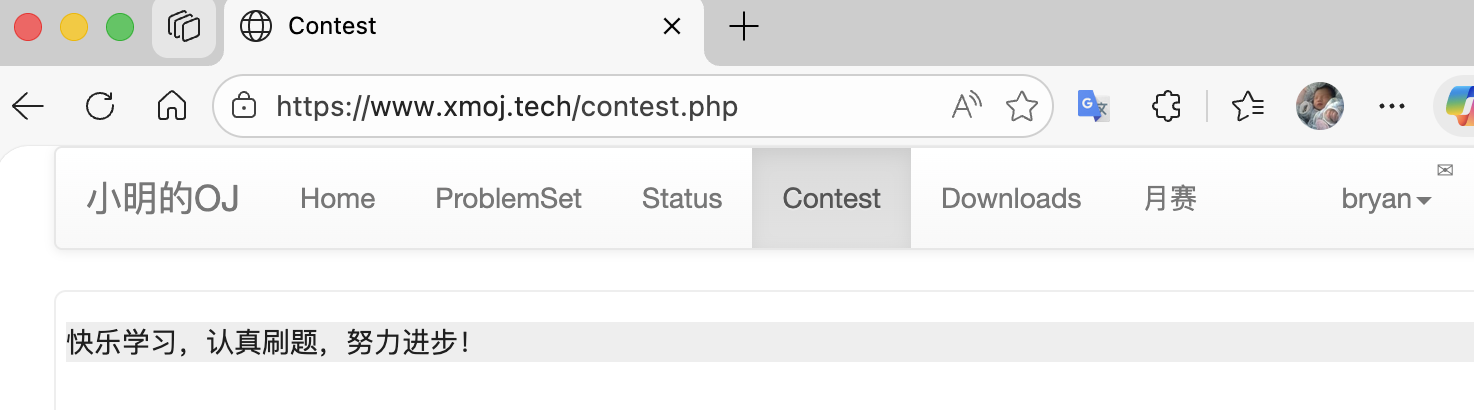 Contest
https://www.xmoj.tech/contest.php
小明的OJ Home ProblemSet Status Contest Downloads 月赛 bryan
快乐学习，认真刷题，努力进步！